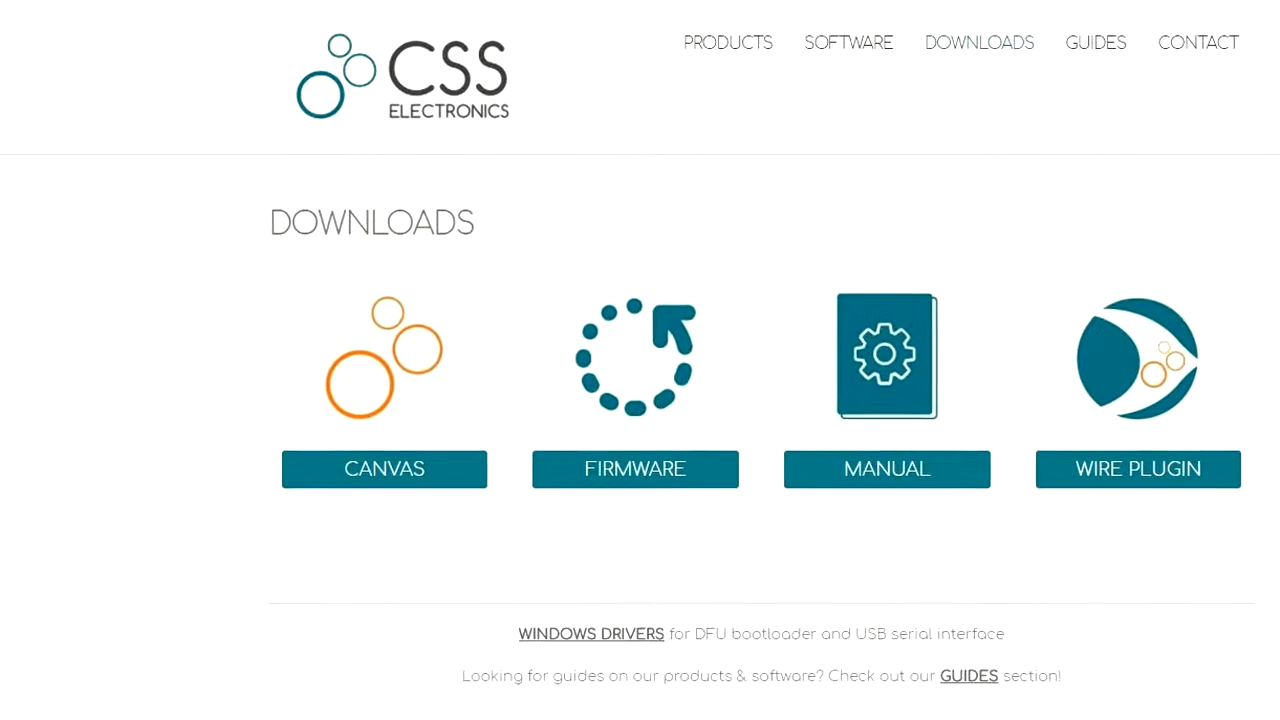 CSS
ELECTRONICS
PRODUCTS SOFTWARE DOWNLOADS GUIDES CONTACT
DOWNLOADS
CANVAS FIRMWARE MANUAL WIRE PLUGIN
WINDOWS DRIVERS for DFU bootloader and USB serial interface
Looking for guides on our products & software? Check out our GUIDES section!